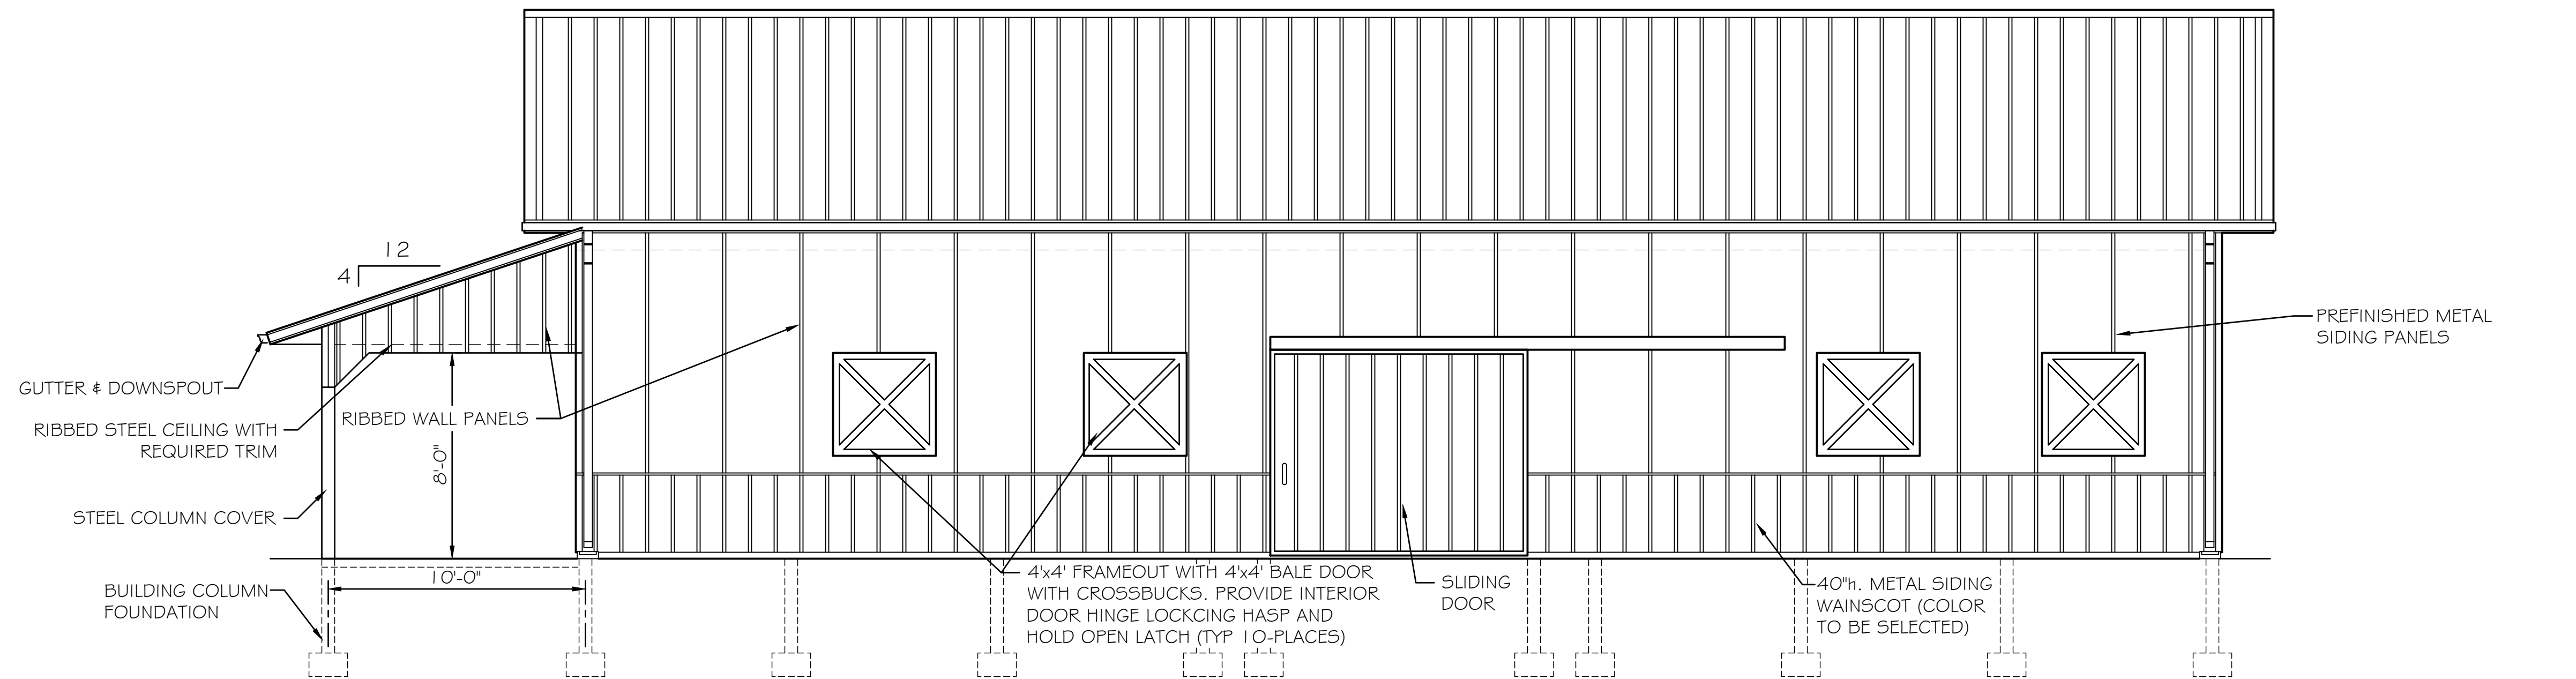 12
4
PREFINISHED METAL
SIDING PANELS
GUTTER & DOWNSPOUT
RIBBED STEEL CEILING WITH
REQUIRED TRIM
RIBBED WALL PANELS
8'-0"
STEEL COLUMN COVER
10'-0"
BUILDING COLUMN
FOUNDATION
4'x4' FRAMEOUT WITH 4'x4' BALE DOOR
WITH CROSSBUCKS. PROVIDE INTERIOR
DOOR HINGE LOCKCING HASP AND
HOLD OPEN LATCH (TYP 10-PLACES)
SLIDING
DOOR
40"h. METAL SIDING
WAINSCOT (COLOR
TO BE SELECTED)